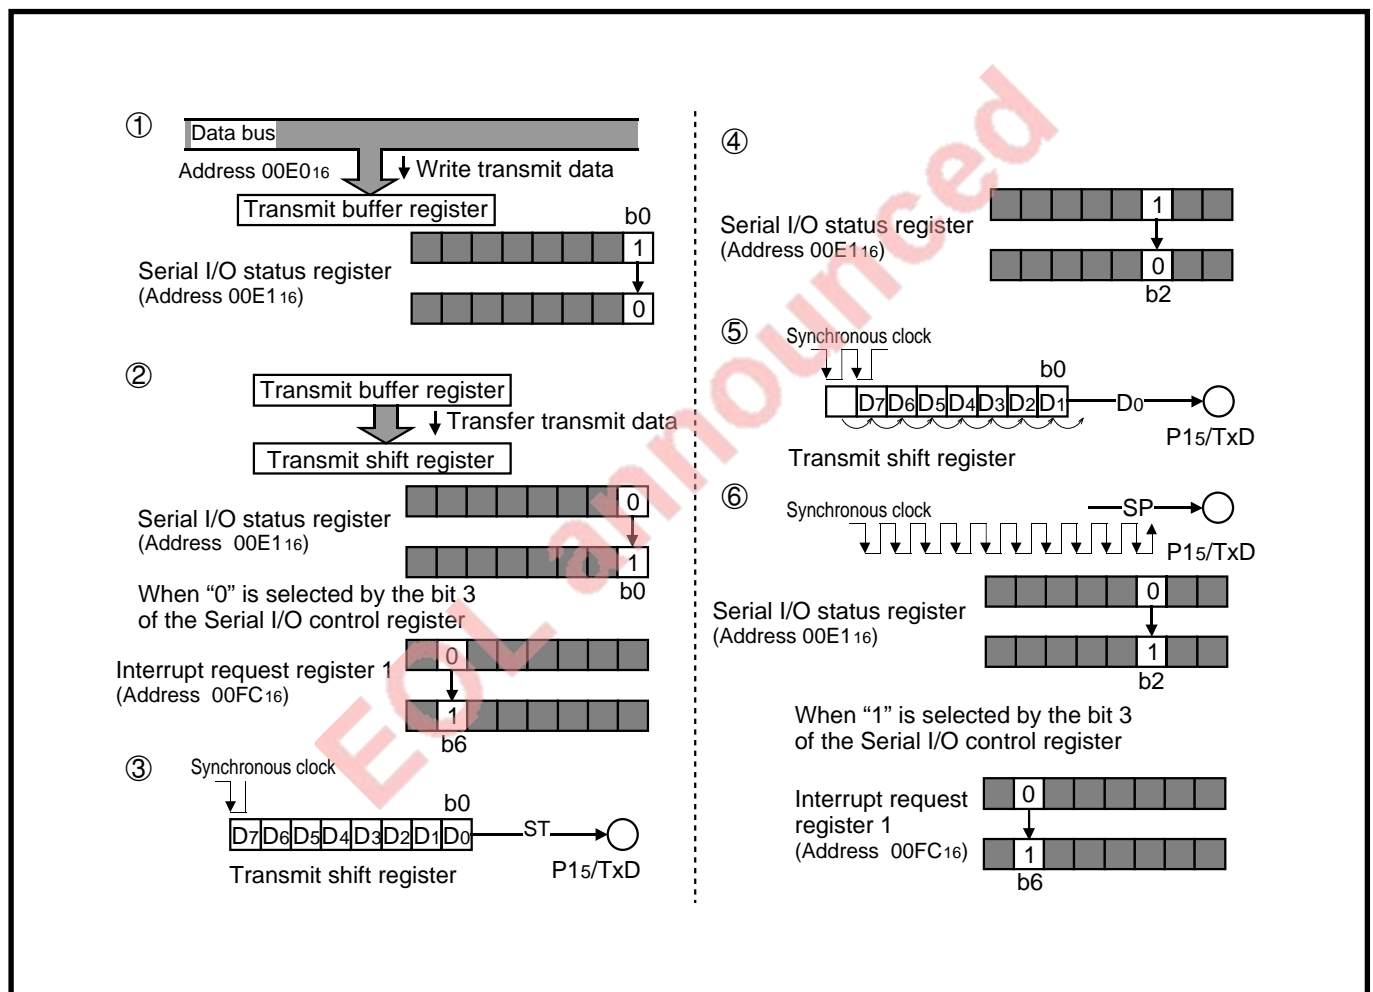 ①
Data bus
Address 00E016
Write transmit data
Transmit buffer register
b0
1
Serial I/O status register
(Address 00E116)
0
②
Transmit buffer register
Transfer transmit data
Transmit shift register
0
Serial I/O status register
(Address 00E116)
1
b0
When “0” is selected by the bit 3
of the Serial I/O control register
0
Interrupt request register 1
(Address 00FC16)
1
b6
③
Synchronous clock
b0
D7 D6 D5 D4 D3 D2 D1 D0
ST
P15/TxD
Transmit shift register
④
1
Serial I/O status register
(Address 00E116)
0
b2
⑤
Synchronous clock
b0
D7 D6 D5 D4 D3 D2 D1
D0
P15/TxD
Transmit shift register
⑥
Synchronous clock
SP
P15/TxD
0
Serial I/O status register
(Address 00E116)
1
b2
When “1” is selected by the bit 3
of the Serial I/O control register
0
Interrupt request
register 1
(Address 00FC16)
1
b6
EOL announced